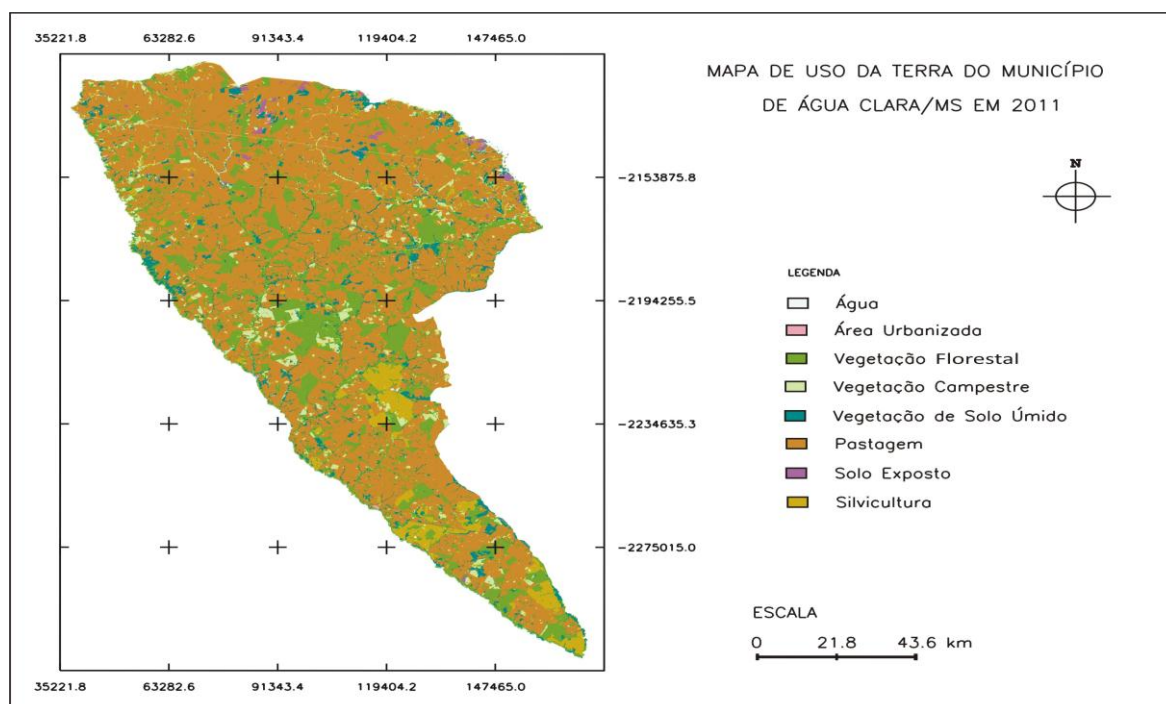 35221.8 63282.6 91343.4 119404.2 147465.0
MAPA DE USO DA TERRA DO MUNICÍPIO
DE ÁGUA CLARA/MS EM 2011
N
-2153875.8
-2194255.5
-2234635.3
-2275015.0
LEGENDA
Água
Área Urbanizada
Vegetação Florestal
Vegetação Campestre
Vegetação de Solo Úmido
Pastagem
Solo Exposto
Silvicultura
ESCALA
0 21.8 43.6 km
35221.8 63282.6 91343.4 119404.2 147465.0